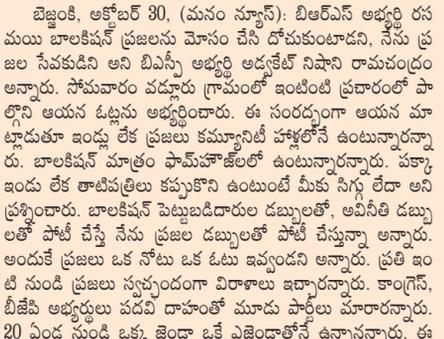 బెజ్జంకి, అక్టోబర్ 30, (మనం న్యూస్): బిఆర్ఎస్ అభ్యర్థి రస
మయి బాలకిషన్ ప్రజలను మోసం చేసి దోచుకుంటాడని, నేను ప్ర
జల సేవకుడిని అని బిఎస్పీ అభ్యర్థి అడ్వకేట్ నిషాని రామచంద్రం
అన్నారు. సోమవారం వడ్లూరు గ్రామంలో ఇంటింటి ప్రచారంలో పా
ల్గొని ఆయన ఓట్లను అభ్యర్థించారు. ఈ సందర్భంగా ఆయన మా
ట్లాడుతూ ఇండ్లు లేక ప్రజలు కమ్యూనిటీ హాళ్లలోనే ఉంటున్నారన్నా
రు. బాలకిషన్ మాత్రం ఫామ్‌హౌజ్‌లలో ఉంటున్నారన్నారు. పక్కా
ఇండు లేక తాటిపత్రిలు కప్పుకొని ఉంటుంటే మీకు సిగ్గు లేదా అని
ప్రశ్నించారు. బాలకిషన్ పెట్టుబడిదారుల డబ్బులతో, అవినీతి డబ్బు
లతో పోటీ చేస్తే నేను ప్రజల డబ్బులతో పోటీ చేస్తున్నా అన్నారు.
అందుకే ప్రజలు ఒక నోటు ఒక ఓటు ఇవ్వండని అన్నారు. ప్రతి ఇం
టి నుండి ప్రజలు స్వచ్ఛందంగా విరాళాలు ఇచ్చారన్నారు. కాంగ్రెస్,
బీజేపి అభ్యర్థులు పదవి దాహంతో మూడు పార్టీలు మారారన్నారు.
20 ఏండ్ల నుండి ఒక్క జెండా ఒకే ఎజెండాతోనే ఉన్నానన్నారు. ఈ